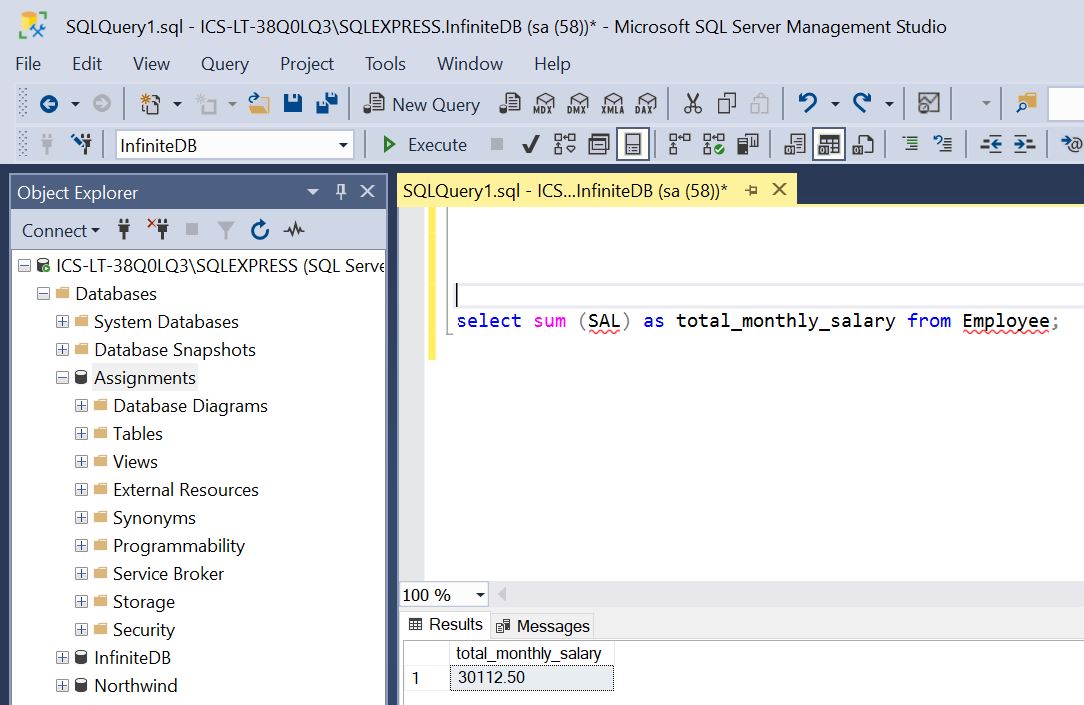 SQLQuery1.sql - ICS-LT-38Q0LQ3\SQLEXPRESS.InfiniteDB (sa (58))* - Microsoft SQL Server Management Studio
File Edit View Query Project Tools Window Help
New Query MDX DMX XMLA DAX
InfiniteDB Execute
Object Explorer
SQLQuery1.sql - ICS...InfiniteDB (sa (58))*
Connect
ICS-LT-38Q0LQ3\SQLEXPRESS (SQL Serve
Databases
System Databases
Database Snapshots
Assignments
Database Diagrams
Tables
Views
External Resources
Synonyms
Programmability
Service Broker
Storage
Security
InfiniteDB
Northwind
select sum (SAL) as total_monthly_salary from Employee;
100 %
Results Messages
total_monthly_salary
1 30112.50